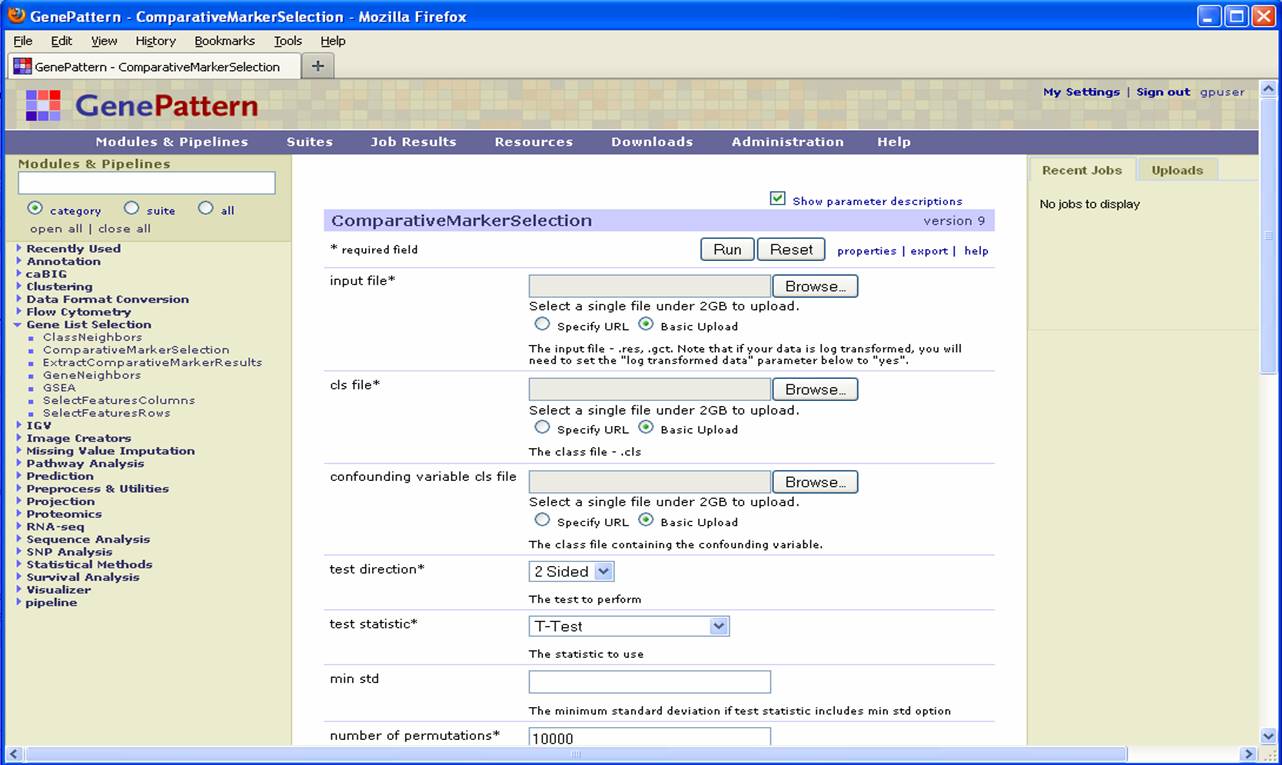 GenePattern - ComparativeMarkerSelection - Mozilla Firefox
File Edit View History Bookmarks Tools Help
GenePattern - ComparativeMarkerSelection +
GenePattern
My Settings | Sign out gpuser
Modules & Pipelines Suites Job Results Resources Downloads Administration Help
Modules & Pipelines
category suite all
open all | close all
Recently Used
Annotation
caBIG
Clustering
Data Format Conversion
Flow Cytometry
Gene List Selection
ClassNeighbors
ComparativeMarkerSelection
ExtractComparativeMarkerResults
GeneNeighbors
GSEA
SelectFeaturesColumns
SelectFeaturesRows
IGV
Image Creators
Missing Value Imputation
Pathway Analysis
Prediction
Preprocess & Utilities
Projection
Proteomics
RNA-seq
Sequence Analysis
SNP Analysis
Statistical Methods
Survival Analysis
Visualizer
pipeline
Show parameter descriptions
ComparativeMarkerSelection version 9
* required field Run Reset properties | export | help
input file* Browse...
Select a single file under 2GB to upload.
Specify URL Basic Upload
The input file - .res, .gct. Note that if your data is log transformed, you will
need to set the "log transformed data" parameter below to "yes".
cls file* Browse...
Select a single file under 2GB to upload.
Specify URL Basic Upload
The class file - .cls
confounding variable cls file Browse...
Select a single file under 2GB to upload.
Specify URL Basic Upload
The class file containing the confounding variable.
test direction* 2 Sided
The test to perform
test statistic* T-Test
The statistic to use
min std
The minimum standard deviation if test statistic includes min std option
number of permutations* 10000
Recent Jobs Uploads
No jobs to display